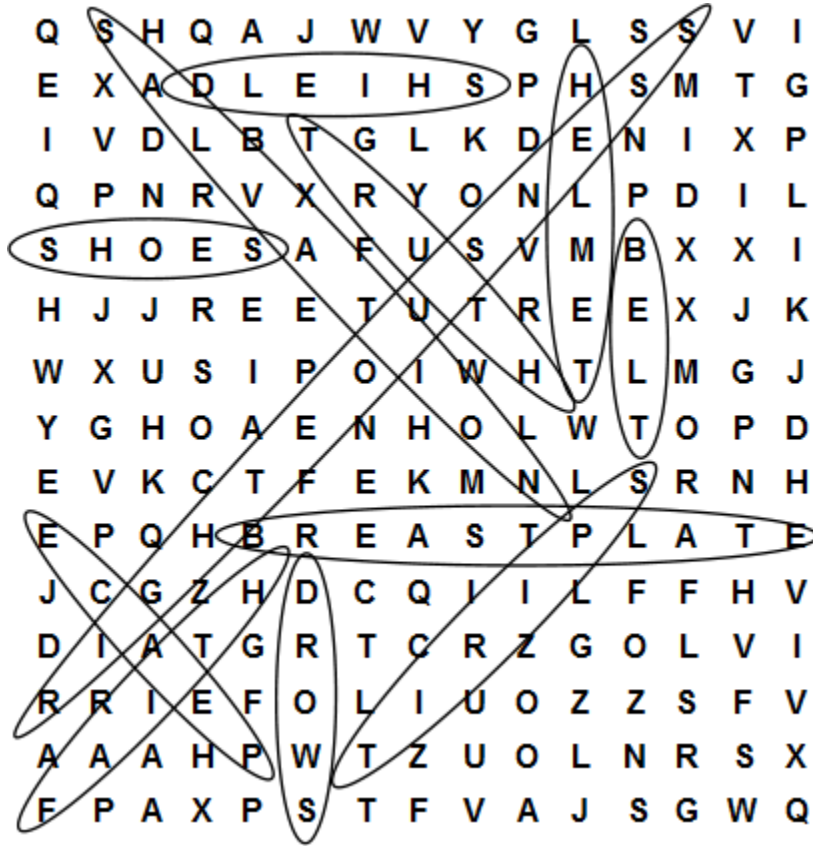 Q S H Q A J W V Y G L S S V I
E X A D L E I H S P H S M T G
I V D L B T G L K D E N I X P
Q P N R V X R Y O N L P D I L
S H O E S A F U S V M B X X I
H J J R E E T U T R E E X J K
W X U S I P O I W H T L M G J
Y G H O A E N H O L W T O P D
E V K C T F E K M N L S R N H
E P Q H B R E A S T P L A T E
J C G Z H D C Q I I L F F H V
D I A T G R T C R Z G O L V I
R R I E F O L I U O Z Z S F V
A A A H P W T Z U O L N R S X
F P A X P S T F V A J S G W Q